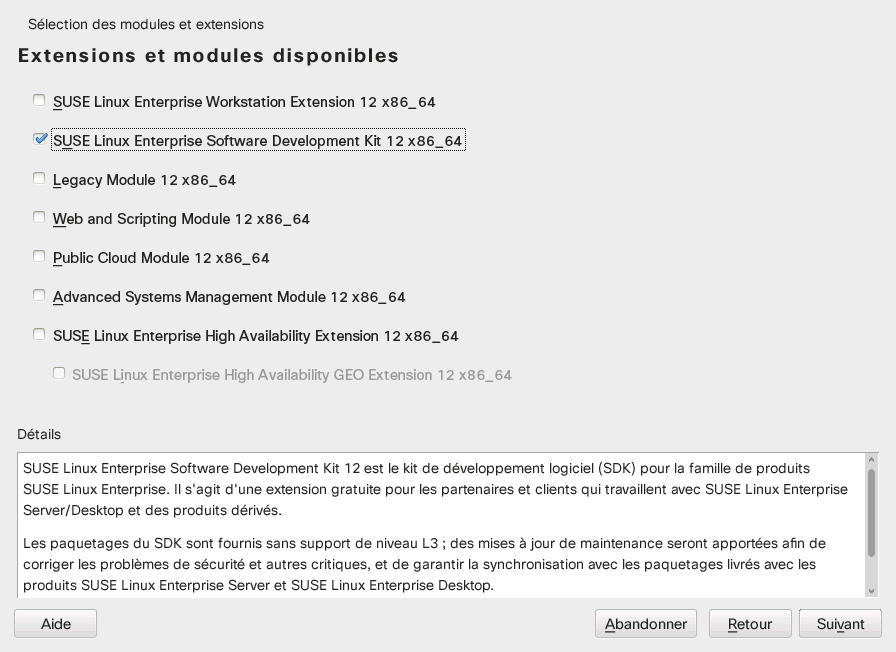 Sélection des modules et extensions
Extensions et modules disponibles
SUSE Linux Enterprise Workstation Extension 12 x86_64
SUSE Linux Enterprise Software Development Kit 12 x86_64
Legacy Module 12 x86_64
Web and Scripting Module 12 x86_64
Public Cloud Module 12 x86_64
Advanced Systems Management Module 12 x86_64
SUSE Linux Enterprise High Availability Extension 12 x86_64
SUSE Linux Enterprise High Availability GEO Extension 12 x86_64
Détails
SUSE Linux Enterprise Software Development Kit 12 est le kit de développement logiciel (SDK) pour la famille de produits
SUSE Linux Enterprise. Il s'agit d'une extension gratuite pour les partenaires et clients qui travaillent avec SUSE Linux Enterprise
Server/Desktop et des produits dérivés.
Les paquetages du SDK sont fournis sans support de niveau L3 ; des mises à jour de maintenance seront apportées afin de
corriger les problèmes de sécurité et autres critiques, et de garantir la synchronisation avec les paquetages livrés avec les
produits SUSE Linux Enterprise Server et SUSE Linux Enterprise Desktop.
Aide Abandonner Retour Suivant